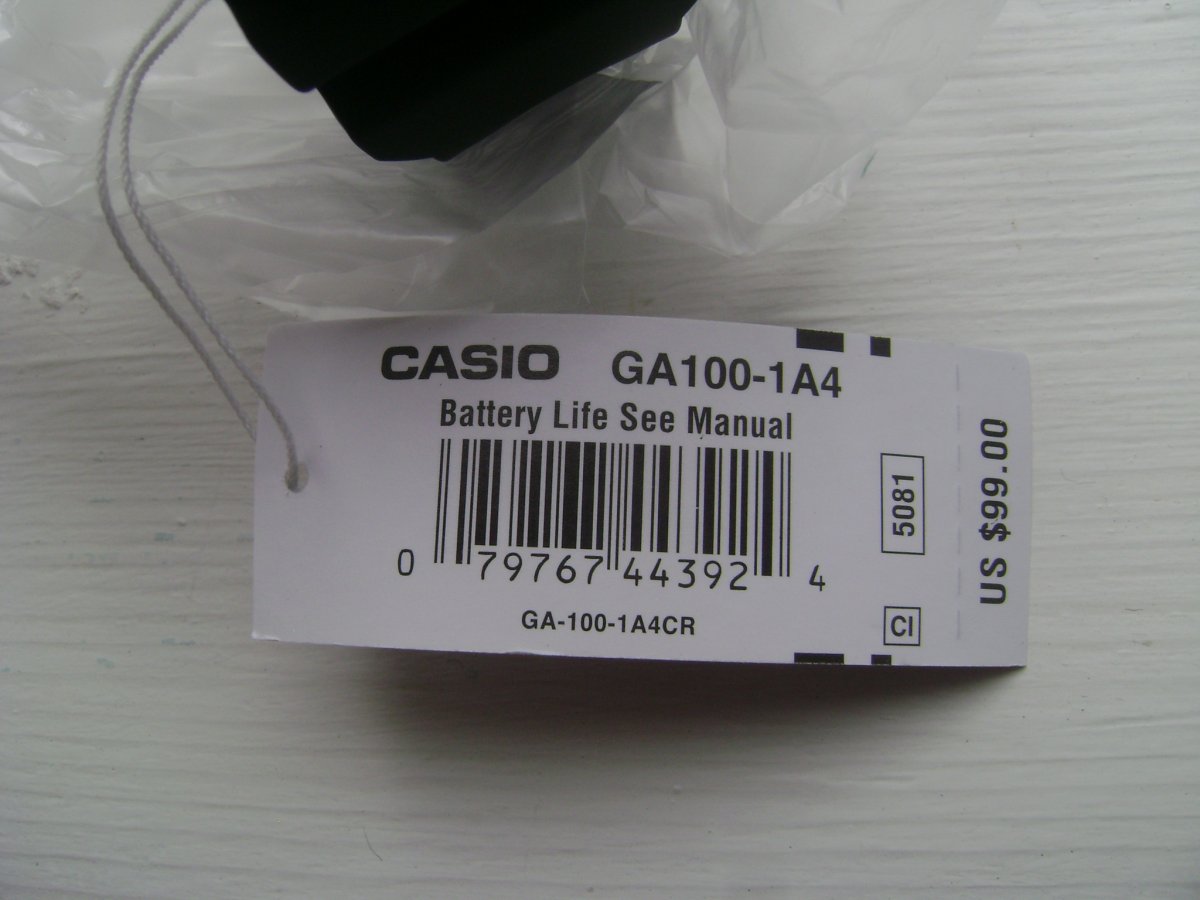 CASIO GA100-1A4
Battery Life See Manual
0 79767 44392 4
GA-100-1A4CR
5081
CI
US $99.00